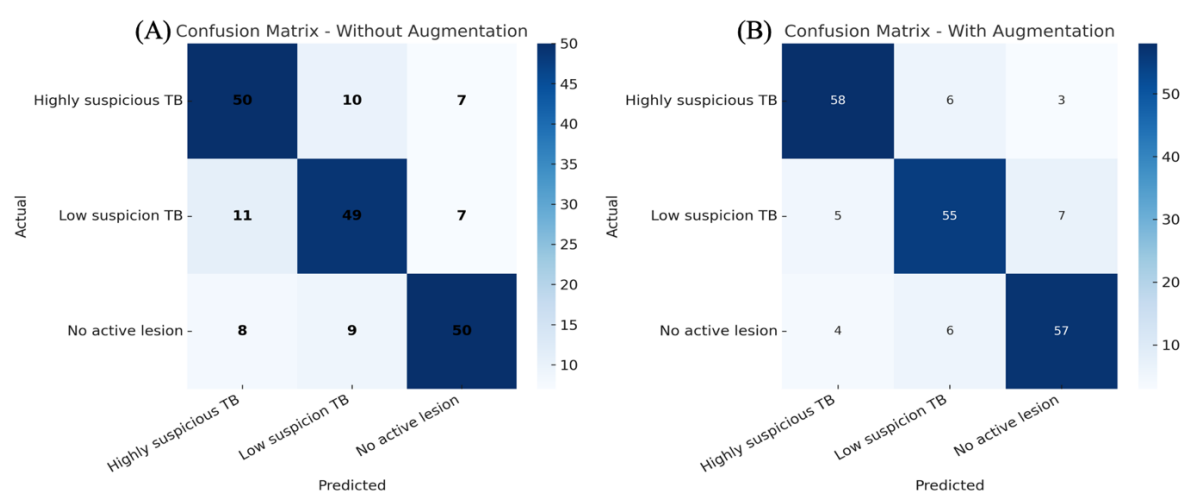 (A) Confusion Matrix - Without Augmentation
Actual
Highly suspicious TB
Low suspicion TB
No active lesion
50 10 7
11 49 7
8 9 50
50
45
40
35
30
25
20
15
10
Highly suspicious TB
Low suspicion TB
No active lesion
Predicted
(B) Confusion Matrix - With Augmentation
Actual
Highly suspicious TB
Low suspicion TB
No active lesion
58 6 3
5 55 7
4 6 57
50
40
30
20
10
Highly suspicious TB
Low suspicion TB
No active lesion
Predicted